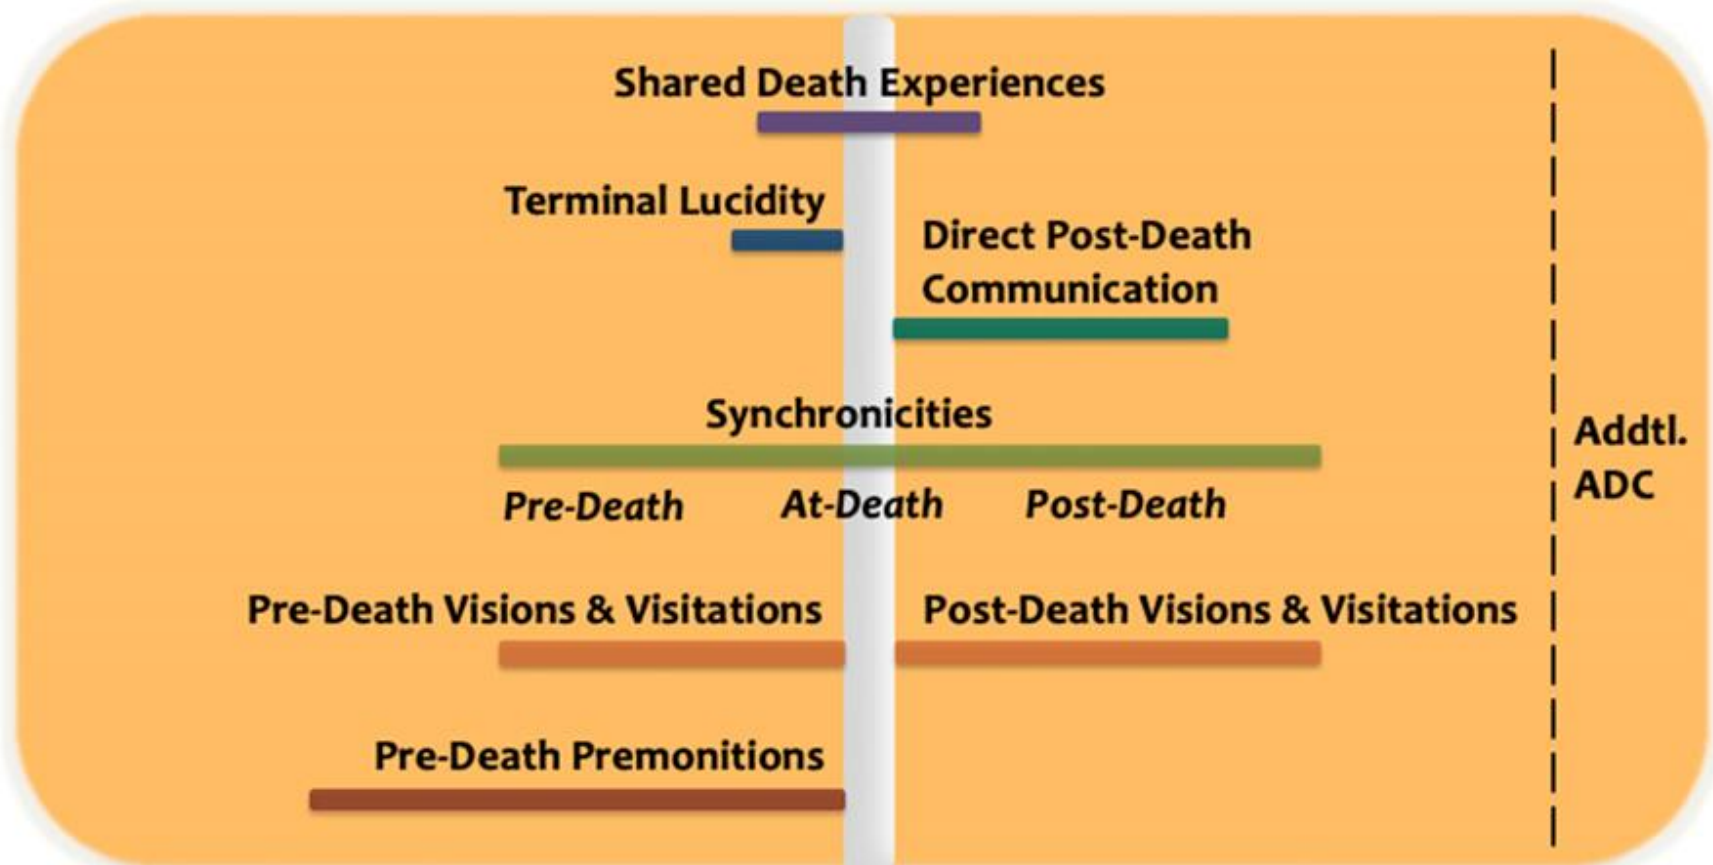 Shared Death Experiences
Terminal Lucidity
Direct Post-Death
Communication
Synchronicities
Pre-Death
At-Death
Post-Death
Addtl.
ADC
Pre-Death Visions & Visitations
Post-Death Visions & Visitations
Pre-Death Premonitions